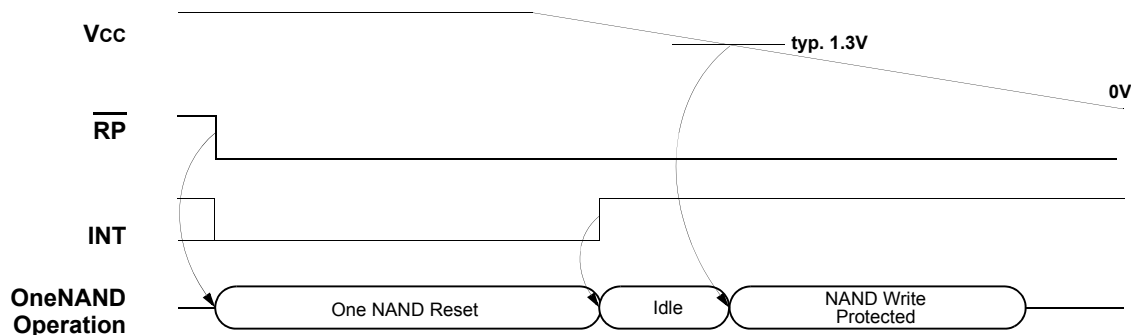 Vcc
typ. 1.3V
0V
RP
INT
OneNAND
Operation
One NAND Reset
Idle
NAND Write
Protected